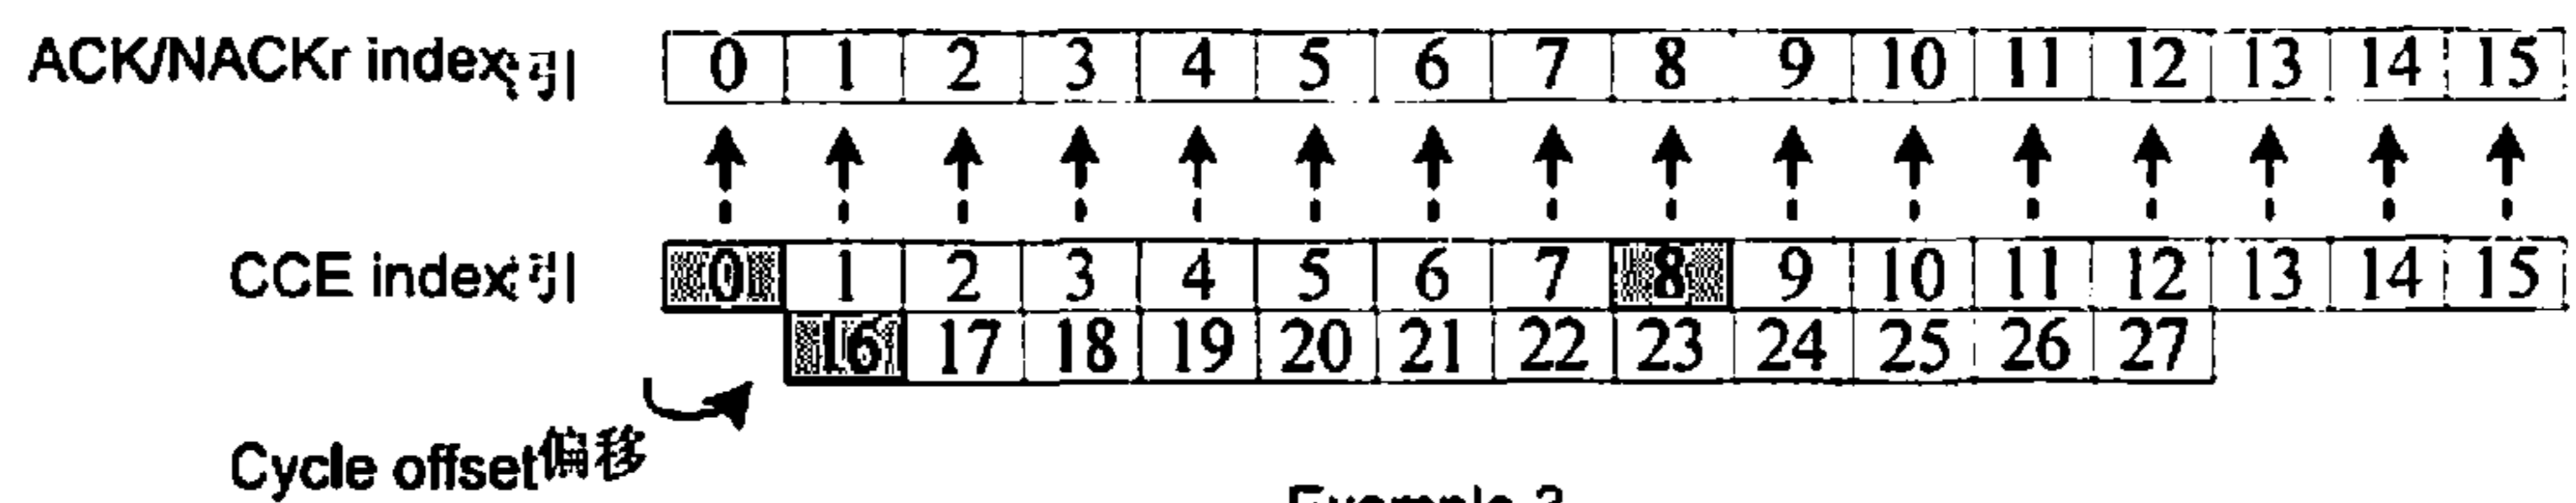 ACK/NACKr index引 0 1 2 3 4 5 6 7 8 9 10 11 12 13 14 15
CCE index引 0 1 2 3 4 5 6 7 8 9 10 11 12 13 14 15
16 17 18 19 20 21 22 23 24 25 26 27
Cycle offset偏移